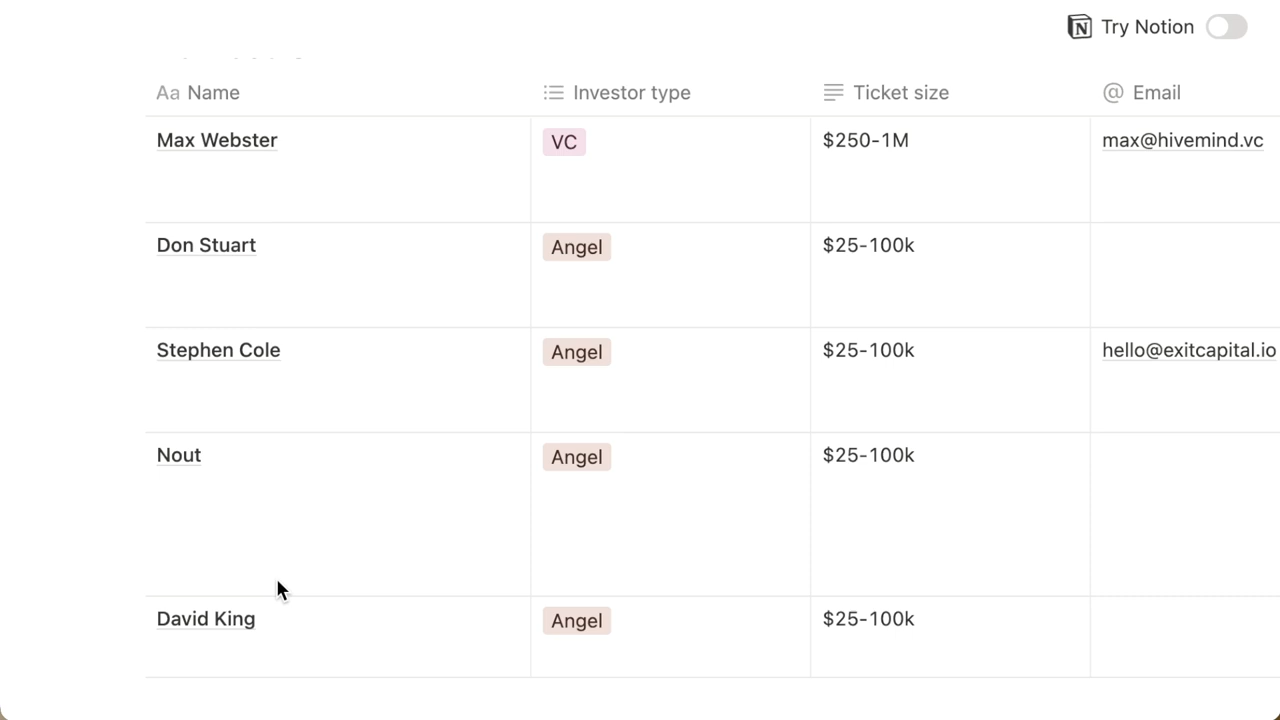 Try Notion
Aa Name Investor type Ticket size @ Email
Max Webster VC $250-1M max@hivemind.vc
Don Stuart Angel $25-100k
Stephen Cole Angel $25-100k hello@exitcapital.io
Nout Angel $25-100k
David King Angel $25-100k